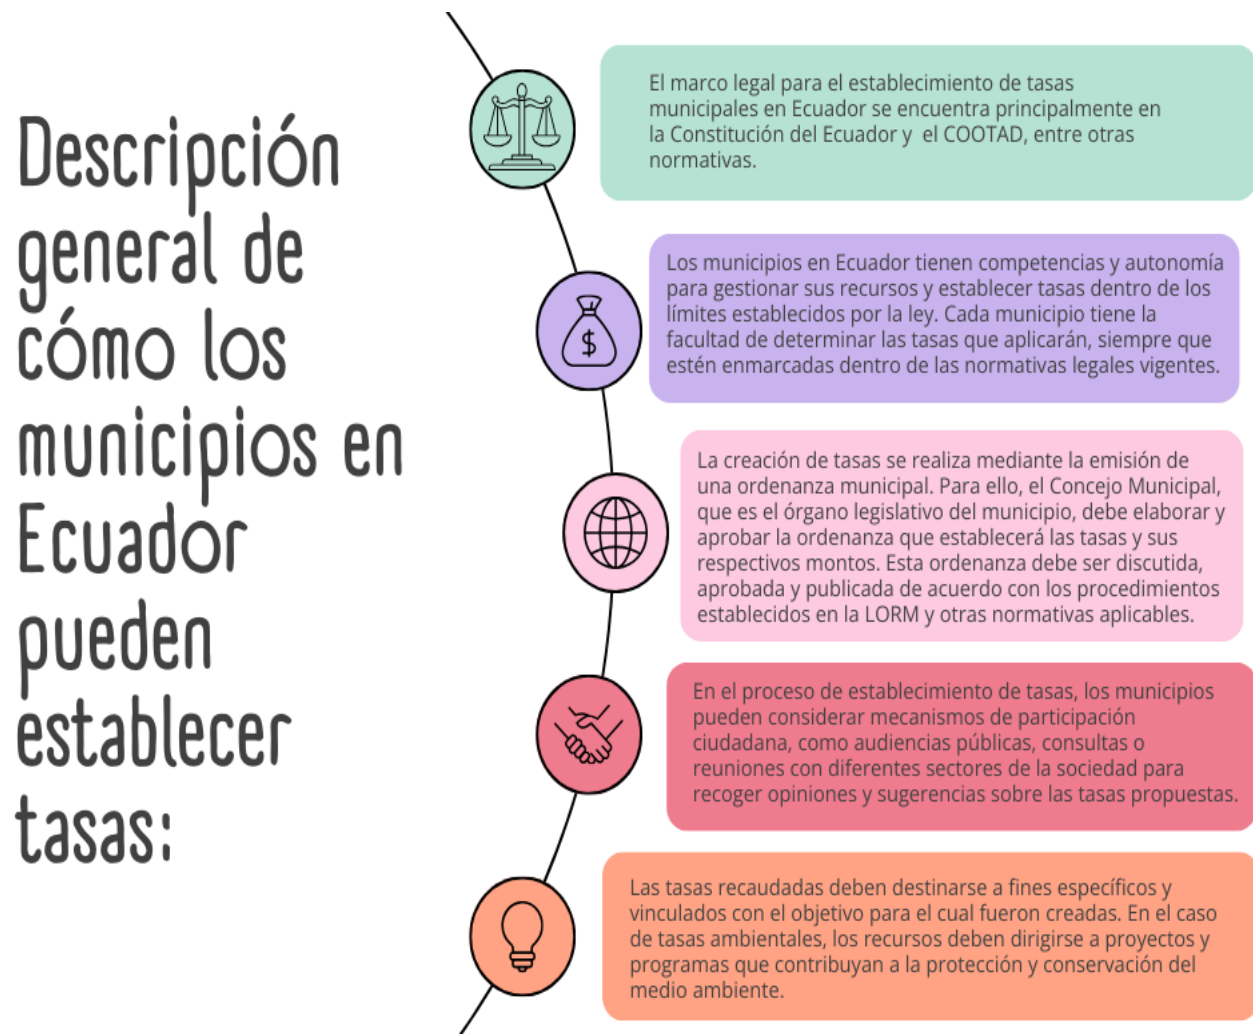 Descripción
general de
cómo los
municipios en
Ecuador
pueden
establecer
tasas:
El marco legal para el establecimiento de tasas
municipales en Ecuador se encuentra principalmente en
la Constitución del Ecuador y el COOTAD, entre otras
normativas.
$
Los municipios en Ecuador tienen competencias y autonomía
para gestionar sus recursos y establecer tasas dentro de los
límites establecidos por la ley. Cada municipio tiene la
facultad de determinar las tasas que aplicarán, siempre que
estén enmarcadas dentro de las normativas legales vigentes.
La creación de tasas se realiza mediante la emisión de
una ordenanza municipal. Para ello, el Concejo Municipal,
que es el órgano legislativo del municipio, debe elaborar y
aprobar la ordenanza que establecerá las tasas y sus
respectivos montos. Esta ordenanza debe ser discutida,
aprobada y publicada de acuerdo con los procedimientos
establecidos en la LORM y otras normativas aplicables.
En el proceso de establecimiento de tasas, los municipios
pueden considerar mecanismos de participación
ciudadana, como audiencias públicas, consultas o
reuniones con diferentes sectores de la sociedad para
recoger opiniones y sugerencias sobre las tasas propuestas.
Las tasas recaudadas deben destinarse a fines específicos y
vinculados con el objetivo para el cual fueron creadas. En el caso
de tasas ambientales, los recursos deben dirigirse a proyectos y
programas que contribuyan a la protección y conservación del
medio ambiente.